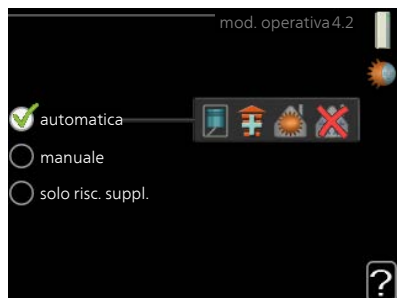 mod. operativa 4.2
automatica
manuale
solo risc. suppl.
?